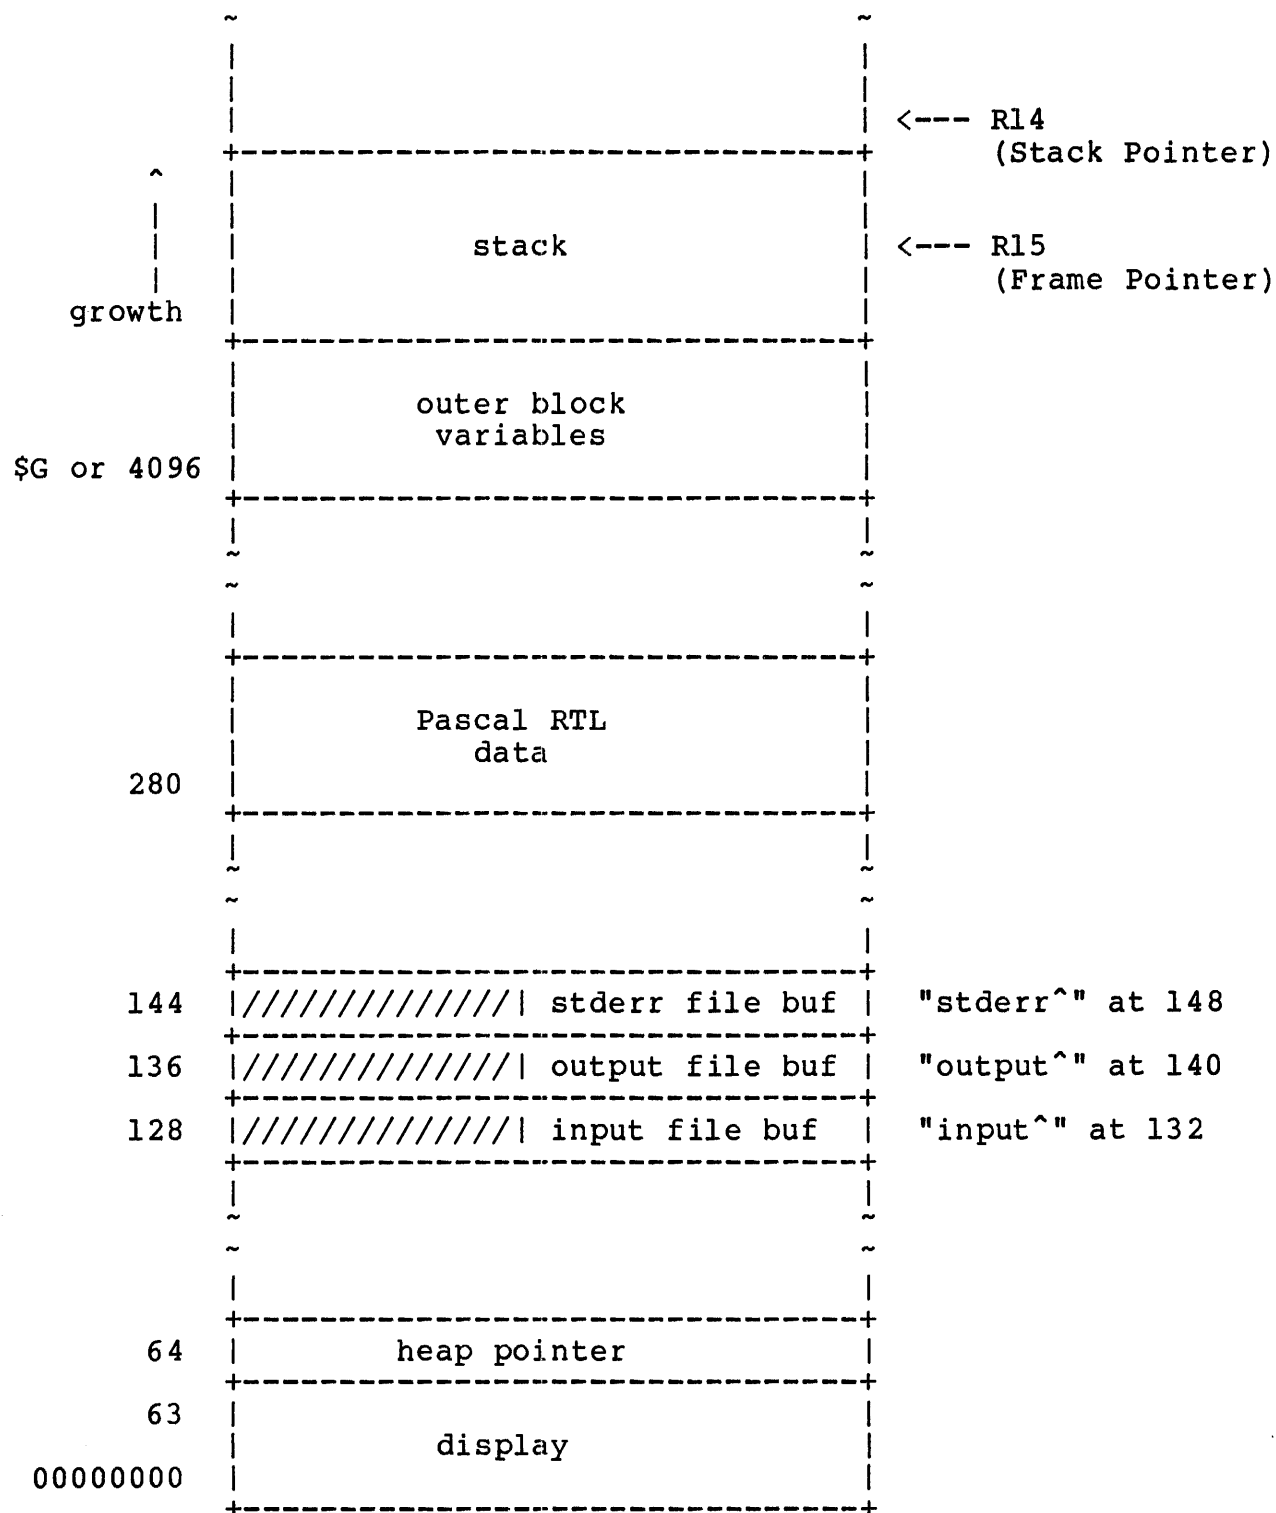 <--- R14
(Stack Pointer)
^
stack
<--- R15
(Frame Pointer)
growth
outer block
variables
$G or 4096
Pascal RTL
data
280
144 |//////////////| stderr file buf | "stderr^" at 148
136 |//////////////| output file buf | "output^" at 140
128 |//////////////| input file buf | "input^" at 132
64 | heap pointer |
63
display
00000000